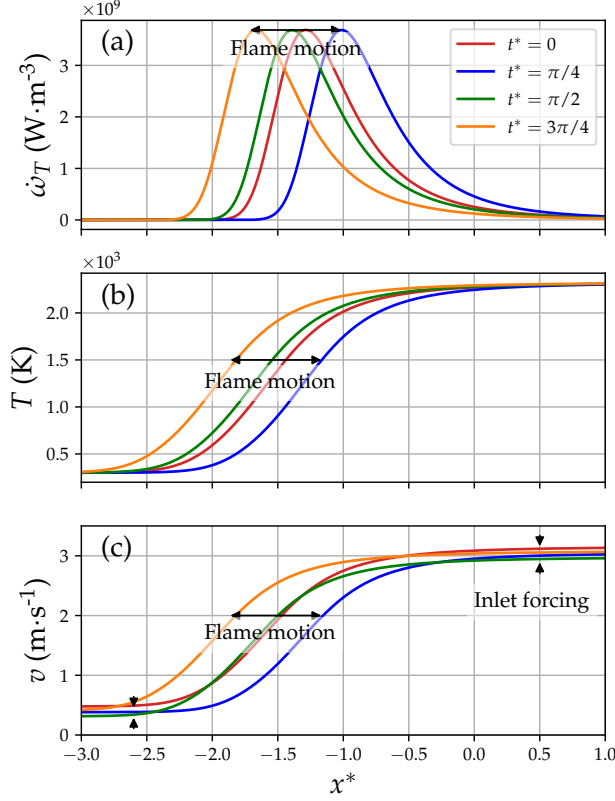 ×10⁹
(a)
Flame motion
t* = 0
t* = π/4
t* = π/2
t* = 3π/4
3
2
1
0
ω̇_T (W·m⁻³)
×10³
(b)
Flame motion
2.0
1.5
1.0
0.5
T (K)
(c)
Flame motion
Inlet forcing
3
2
1
0
v (m·s⁻¹)
−3.0 −2.5 −2.0 −1.5 −1.0 −0.5 0.0 0.5 1.0
x*